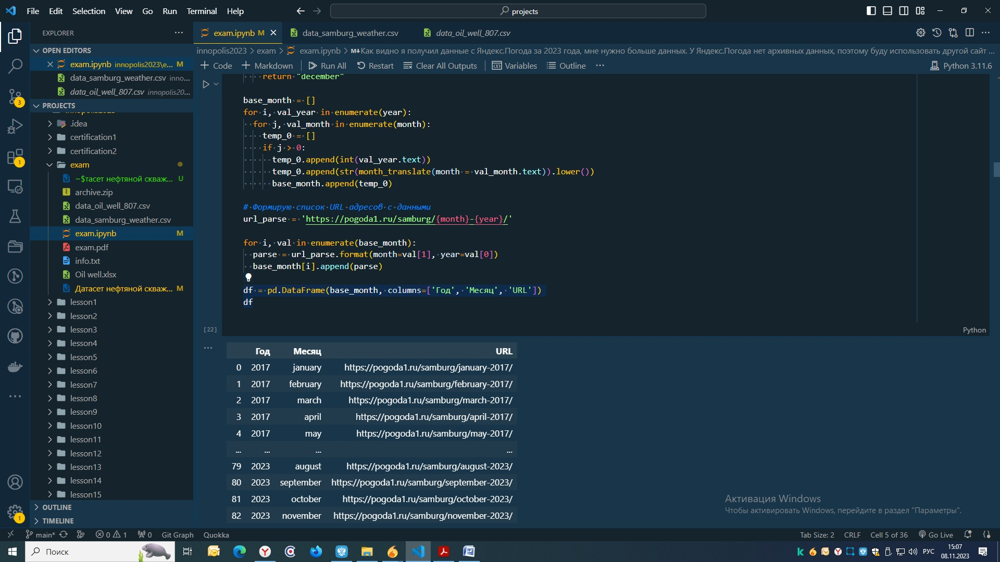 File Edit Selection View Go Run Terminal Help
projects
EXPLORER
OPEN EDITORS
exam.ipynb innopolis2023\e... M
data_samburg_weather.csv inno...
data_oil_well_807.csv innopolis20...
PROJECTS
.idea
certification1
certification2
exam
~$тасет нефтяной скваж... U
archive.zip
data_oil_well_807.csv
data_samburg_weather.csv
exam.ipynb M
exam.pdf
info.txt
Oil well.xlsx
Датасет нефтяной скваж... M
lesson1
lesson2
lesson3
lesson4
lesson5
lesson6
lesson7
lesson8
lesson9
lesson10
lesson11
lesson12
lesson13
lesson14
lesson15
OUTLINE
TIMELINE
3
1
1
exam.ipynb M
data_samburg_weather.csv
data_oil_well_807.csv
innopolis2023 > exam > exam.ipynb > M↓Как видно я получил данные с Яндекс.Погода за 2023 года, мне нужно больше данных. У Яндекс.Погода нет архивных данных, поэтому буду использовать другой сайт ...
+ Code + Markdown Run All Restart Clear All Outputs Variables Outline ... Python 3.11.6
return "december"
base_month = []
for i, val_year in enumerate(year):
for j, val_month in enumerate(month):
temp_0 = []
if j > 0:
temp_0.append(int(val_year.text))
temp_0.append(str(month_translate(month = val_month.text)).lower())
base_month.append(temp_0)
# Формирую список URL адресов с данными
url_parse = 'https://pogoda1.ru/samburg/{month}-{year}/'
for i, val in enumerate(base_month):
parse = url_parse.format(month=val[1], year=val[0])
base_month[i].append(parse)
df = pd.DataFrame(base_month, columns=['Год', 'Месяц', 'URL'])
df
[22]
Python
Год Месяц URL
0 2017 january https://pogoda1.ru/samburg/january-2017/
1 2017 february https://pogoda1.ru/samburg/february-2017/
2 2017 march https://pogoda1.ru/samburg/march-2017/
3 2017 april https://pogoda1.ru/samburg/april-2017/
4 2017 may https://pogoda1.ru/samburg/may-2017/
... ... ... ...
79 2023 august https://pogoda1.ru/samburg/august-2023/
80 2023 september https://pogoda1.ru/samburg/september-2023/
81 2023 october https://pogoda1.ru/samburg/october-2023/
82 2023 november https://pogoda1.ru/samburg/november-2023/
Активация Windows
Чтобы активировать Windows, перейдите в раздел "Параметры".
main* 0 1 0 Git Graph Quokka
Tab Size: 2 CRLF Cell 5 of 36 Go Live
Поиск
РУС
15:07
08.11.2023